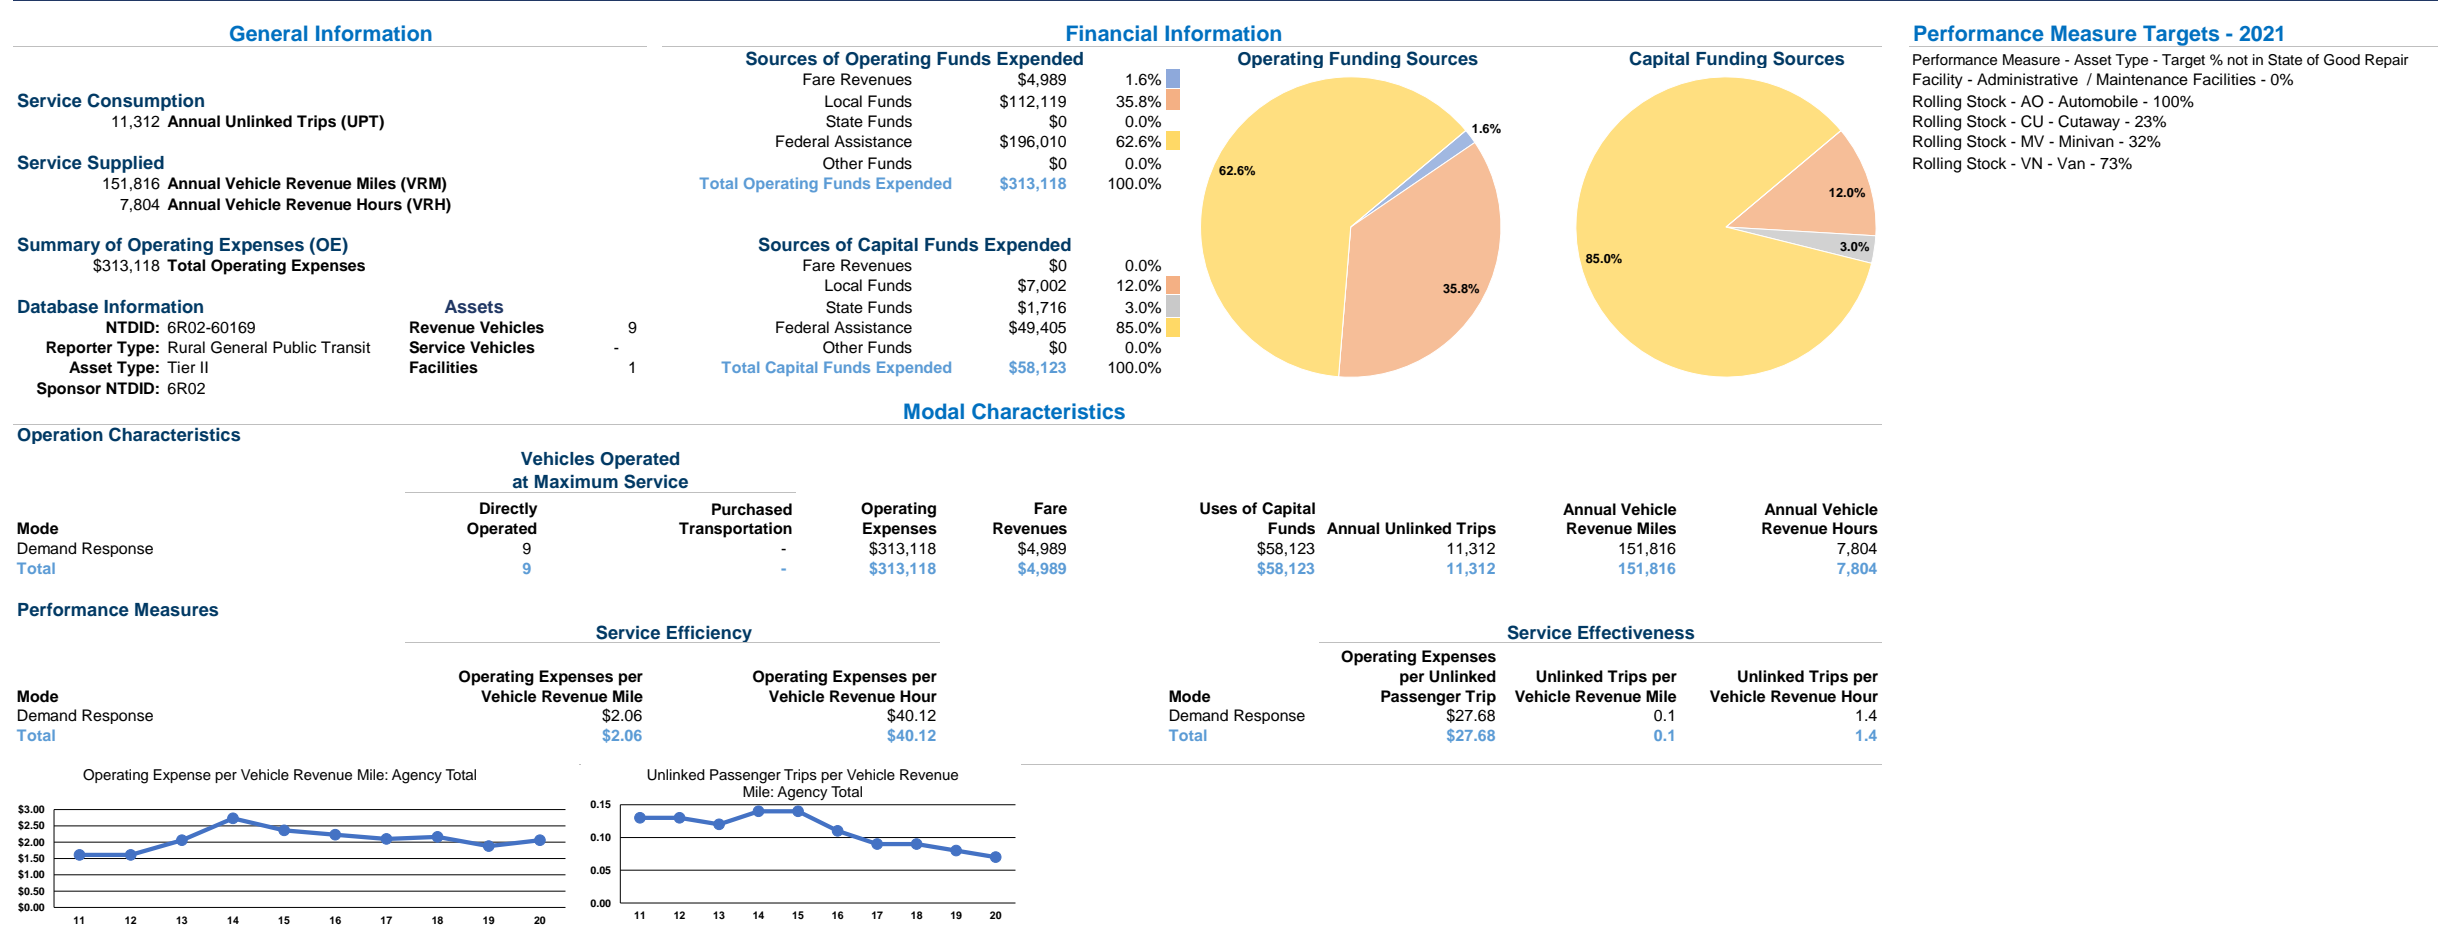 General Information
Service Consumption
11,312 Annual Unlinked Trips (UPT)
Service Supplied
151,816 Annual Vehicle Revenue Miles (VRM)
7,804 Annual Vehicle Revenue Hours (VRH)
Summary of Operating Expenses (OE)
$313,118 Total Operating Expenses
Database Information
NTDID: 6R02-60169
Reporter Type: Rural General Public Transit
Asset Type: Tier II
Sponsor NTDID: 6R02
Assets
Revenue Vehicles 9
Service Vehicles -
Facilities 1
Financial Information
Sources of Operating Funds Expended
Fare Revenues $4,989 1.6%
Local Funds $112,119 35.8%
State Funds $0 0.0%
Federal Assistance $196,010 62.6%
Other Funds $0 0.0%
Total Operating Funds Expended $313,118 100.0%
Sources of Capital Funds Expended
Fare Revenues $0 0.0%
Local Funds $7,002 12.0%
State Funds $1,716 3.0%
Federal Assistance $49,405 85.0%
Other Funds $0 0.0%
Total Capital Funds Expended $58,123 100.0%
Operating Funding Sources
1.6%
62.6%
35.8%
Capital Funding Sources
12.0%
3.0%
85.0%
Performance Measure Targets - 2021
Performance Measure - Asset Type - Target % not in State of Good Repair
Facility - Administrative / Maintenance Facilities - 0%
Rolling Stock - AO - Automobile - 100%
Rolling Stock - CU - Cutaway - 23%
Rolling Stock - MV - Minivan - 32%
Rolling Stock - VN - Van - 73%
Modal Characteristics
Operation Characteristics
Vehicles Operated
at Maximum Service
Directly Purchased Operating Fare Uses of Capital Annual Vehicle Annual Vehicle
Mode Operated Transportation Expenses Revenues Funds Annual Unlinked Trips Revenue Miles Revenue Hours
Demand Response 9 - $313,118 $4,989 $58,123 11,312 151,816 7,804
Total 9 - $313,118 $4,989 $58,123 11,312 151,816 7,804
Performance Measures
Service Efficiency
Operating Expenses per Operating Expenses per
Mode Vehicle Revenue Mile Vehicle Revenue Hour
Demand Response $2.06 $40.12
Total $2.06 $40.12
Service Effectiveness
Operating Expenses
per Unlinked Unlinked Trips per Unlinked Trips per
Mode Passenger Trip Vehicle Revenue Mile Vehicle Revenue Hour
Demand Response $27.68 0.1 1.4
Total $27.68 0.1 1.4
Operating Expense per Vehicle Revenue Mile: Agency Total
$3.00
$2.50
$2.00
$1.50
$1.00
$0.50
$0.00
11 12 13 14 15 16 17 18 19 20
Unlinked Passenger Trips per Vehicle Revenue
Mile: Agency Total
0.15
0.10
0.05
0.00
11 12 13 14 15 16 17 18 19 20